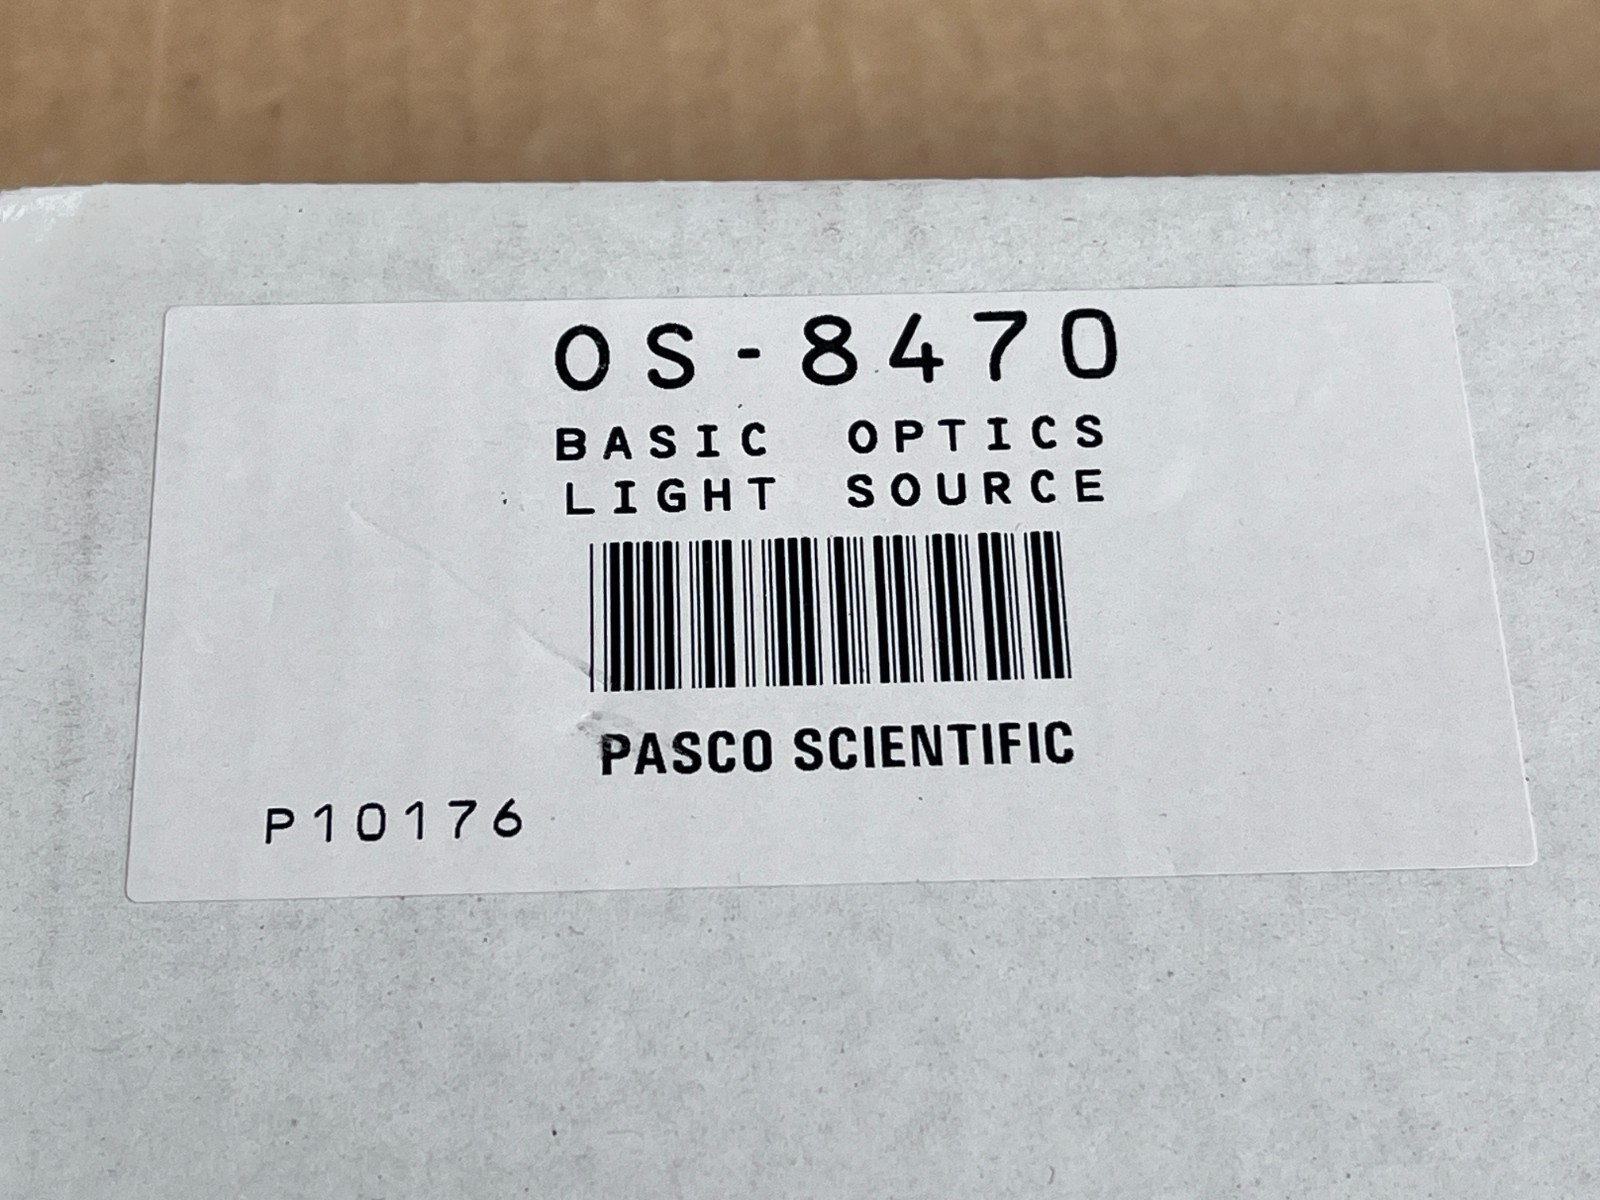 OS-8470
BASIC OPTICS
LIGHT SOURCE
PASCO SCIENTIFIC
P10176